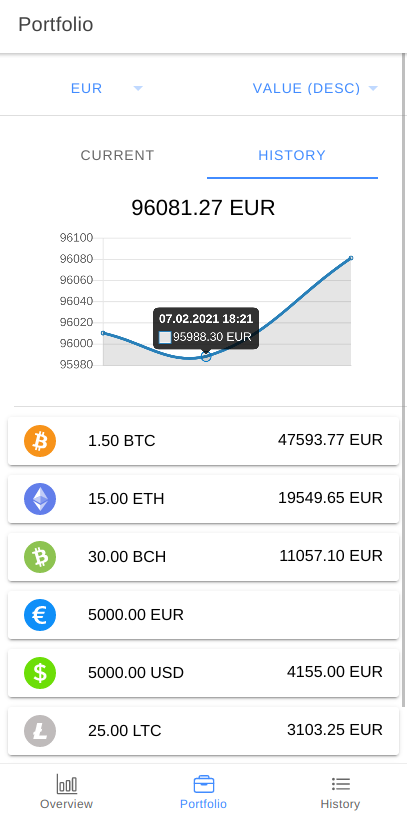 Portfolio
EUR VALUE (DESC)
CURRENT HISTORY
96081.27 EUR
96100
96080
96060
96040
96020
96000
95980
07.02.2021 18:21
95988.30 EUR
1.50 BTC 47593.77 EUR
15.00 ETH 19549.65 EUR
30.00 BCH 11057.10 EUR
5000.00 EUR
5000.00 USD 4155.00 EUR
25.00 LTC 3103.25 EUR
Overview Portfolio History